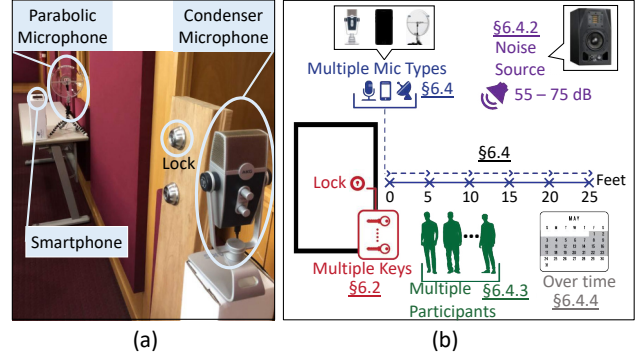 Parabolic
Microphone
Condenser
Microphone
Lock
Smartphone
(a)
Multiple Mic Types
§6.4
§6.4.2
Noise
Source
55 – 75 dB
§6.4
Feet
0 5 10 15 20 25
Lock
Multiple Keys
§6.2
§6.4.3
Multiple
Participants
MAY
Over time
§6.4.4
(b)